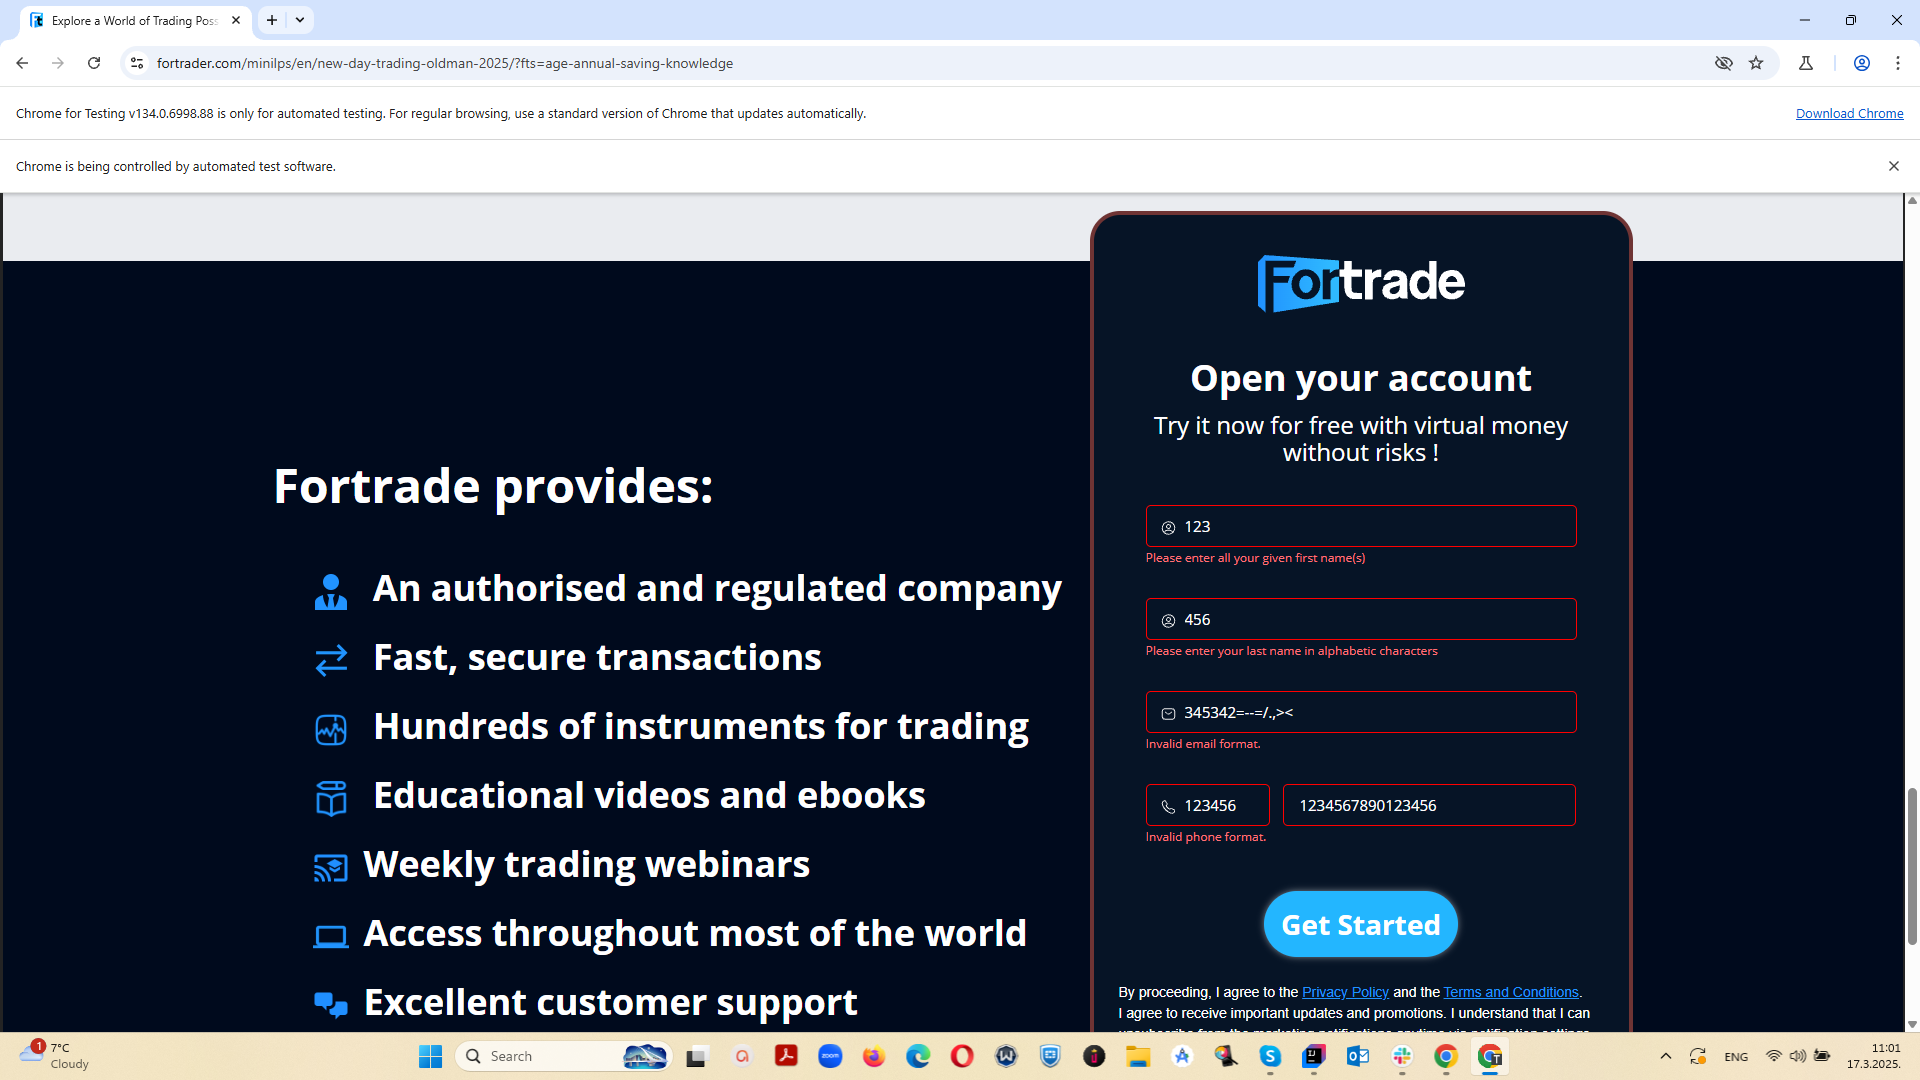 Explore a World of Trading Poss
fortrader.com/minilps/en/new-day-trading-oldman-2025/?fts=age-annual-saving-knowledge
Chrome for Testing v134.0.6998.88 is only for automated testing. For regular browsing, use a standard version of Chrome that updates automatically.
Download Chrome
Chrome is being controlled by automated test software.
Fortrade
Open your account
Try it now for free with virtual money
without risks !
123
Please enter all your given first name(s)
456
Please enter your last name in alphabetic characters
345342=--=/.,><
Invalid email format.
123456
1234567890123456
Invalid phone format.
Get Started
By proceeding, I agree to the Privacy Policy and the Terms and Conditions.
I agree to receive important updates and promotions. I understand that I can
Fortrade provides:
An authorised and regulated company
Fast, secure transactions
Hundreds of instruments for trading
Educational videos and ebooks
Weekly trading webinars
Access throughout most of the world
Excellent customer support
1
7°C
Cloudy
Search
zoom
ENG
11:01
17.3.2025.